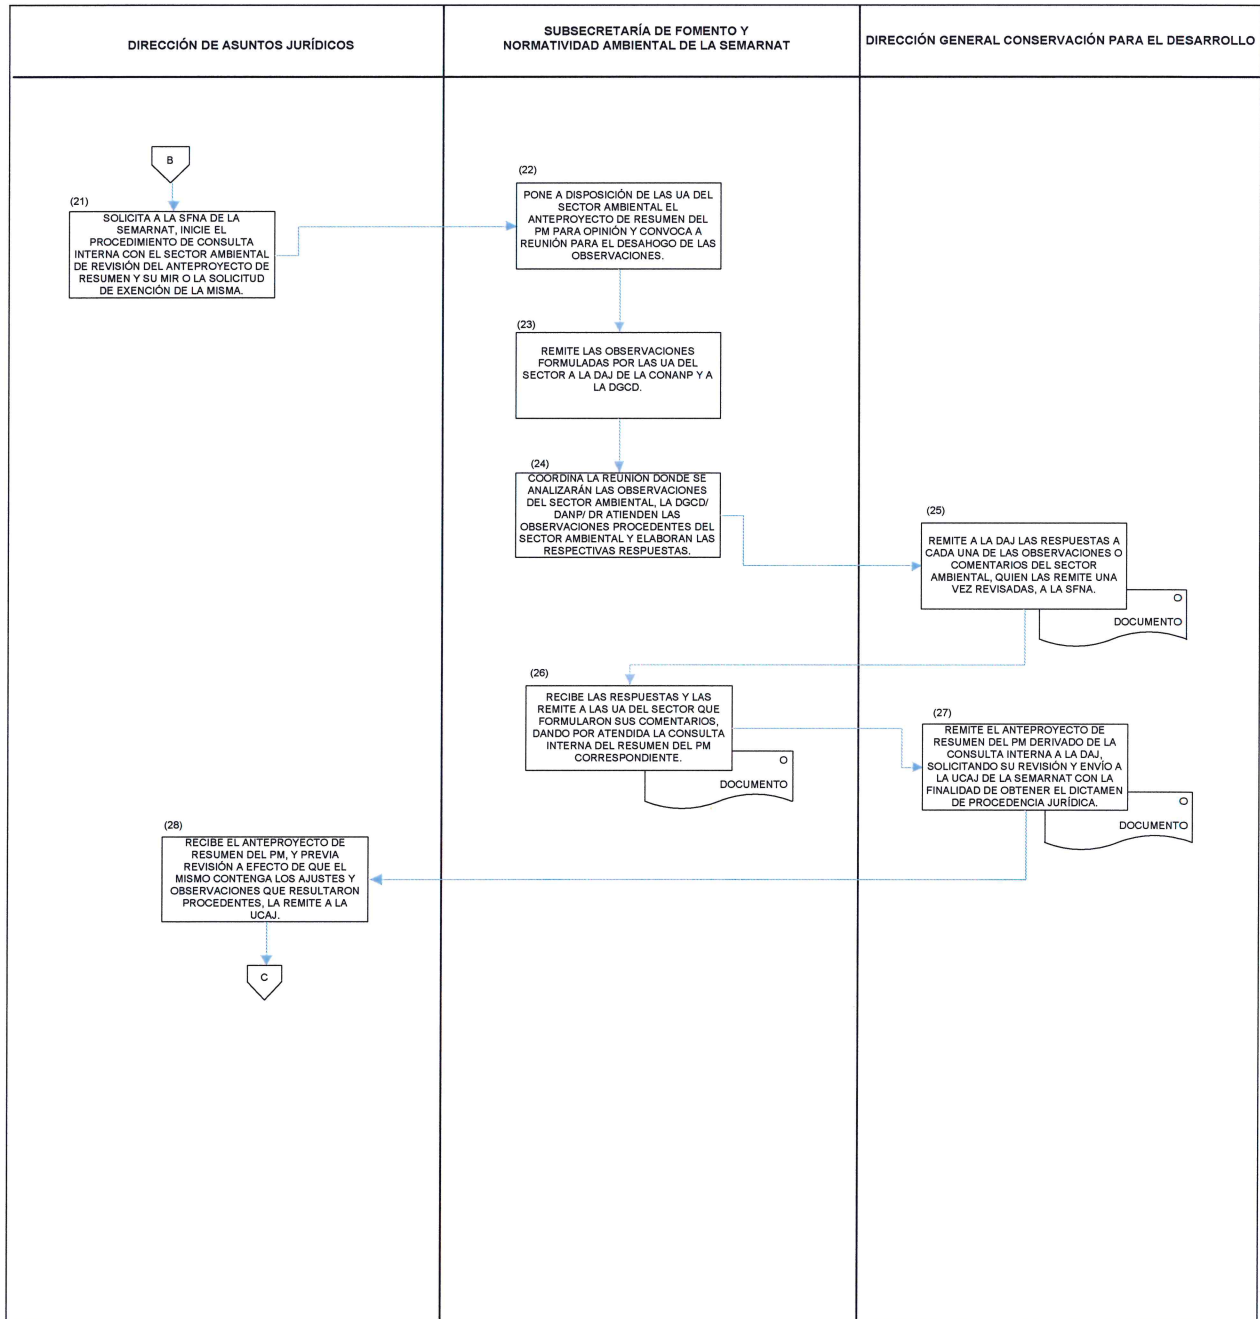 DIRECCIÓN DE ASUNTOS JURÍDICOS
SUBSECRETARÍA DE FOMENTO Y
NORMATIVIDAD AMBIENTAL DE LA SEMARNAT
DIRECCIÓN GENERAL CONSERVACIÓN PARA EL DESARROLLO
B
(21)
SOLICITA A LA SFNA DE LA
SEMARNAT, INICIE EL
PROCEDIMIENTO DE CONSULTA
INTERNA CON EL SECTOR AMBIENTAL
DE REVISIÓN DEL ANTEPROYECTO DE
RESUMEN Y SU MIR O LA SOLICITUD
DE EXENCIÓN DE LA MISMA.
(22)
PONE A DISPOSICIÓN DE LAS UA DEL
SECTOR AMBIENTAL EL
ANTEPROYECTO DE RESUMEN DEL
PM PARA OPINIÓN Y CONVOCA A
REUNIÓN PARA EL DESAHOGO DE LAS
OBSERVACIONES.
(23)
REMITE LAS OBSERVACIONES
FORMULADAS POR LAS UA DEL
SECTOR A LA DAJ DE LA CONANP Y A
LA DGCD.
(24)
COORDINA LA REUNIÓN DONDE SE
ANALIZARÁN LAS OBSERVACIONES
DEL SECTOR AMBIENTAL, LA DGCD/
DANP/ DR ATIENDEN LAS
OBSERVACIONES PROCEDENTES DEL
SECTOR AMBIENTAL Y ELABORAN LAS
RESPECTIVAS RESPUESTAS.
(25)
REMITE A LA DAJ LAS RESPUESTAS A
CADA UNA DE LAS OBSERVACIONES O
COMENTARIOS DEL SECTOR
AMBIENTAL, QUIEN LAS REMITE UNA
VEZ REVISADAS, A LA SFNA.
O
DOCUMENTO
(26)
RECIBE LAS RESPUESTAS Y LAS
REMITE A LAS UA DEL SECTOR QUE
FORMULARON SUS COMENTARIOS,
DANDO POR ATENDIDA LA CONSULTA
INTERNA DEL RESUMEN DEL PM
CORRESPONDIENTE.
O
DOCUMENTO
(27)
REMITE EL ANTEPROYECTO DE
RESUMEN DEL PM DERIVADO DE LA
CONSULTA INTERNA A LA DAJ,
SOLICITANDO SU REVISIÓN Y ENVÍO A
LA UCAJ DE LA SEMARNAT CON LA
FINALIDAD DE OBTENER EL DICTAMEN
DE PROCEDENCIA JURÍDICA.
O
DOCUMENTO
(28)
RECIBE EL ANTEPROYECTO DE
RESUMEN DEL PM, Y PREVIA
REVISIÓN A EFECTO DE QUE EL
MISMO CONTENGA LOS AJUSTES Y
OBSERVACIONES QUE RESULTARON
PROCEDENTES, LA REMITE A LA
UCAJ.
C